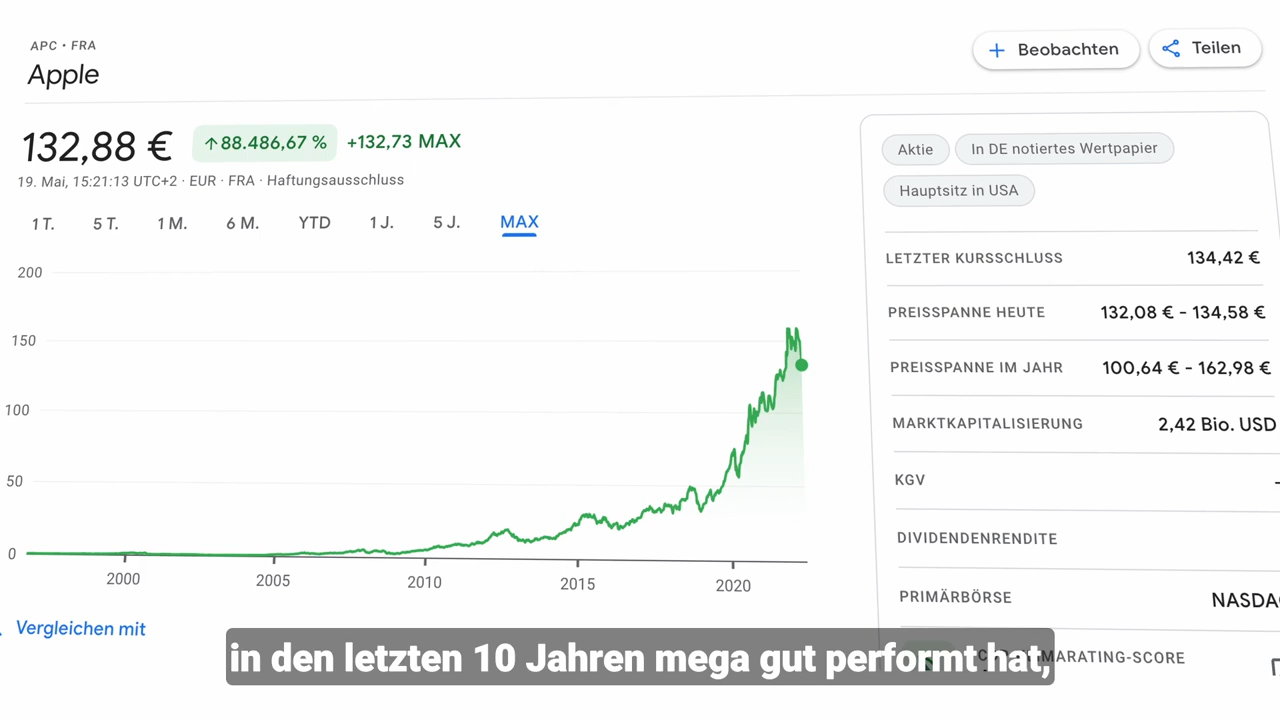 APC • FRA
Apple
+ Beobachten
Teilen
132,88 €
↑88.486,67 %
+132,73 MAX
19. Mai, 15:21:13 UTC+2 · EUR · FRA · Haftungsausschluss
1 T.
5 T.
1 M.
6 M.
YTD
1 J.
5 J.
MAX
200
150
100
50
0
2000
2005
2010
2015
2020
Vergleichen mit
Aktie
In DE notiertes Wertpapier
Hauptsitz in USA
LETZTER KURSSCHLUSS 134,42 €
PREISSPANNE HEUTE 132,08 € - 134,58 €
PREISSPANNE IM JAHR 100,64 € - 162,98 €
MARKTKAPITALISIERUNG 2,42 Bio. USD
KGV -
DIVIDENDENRENDITE
PRIMÄRBÖRSE NASDA
in den letzten 10 Jahren mega gut performt hat,